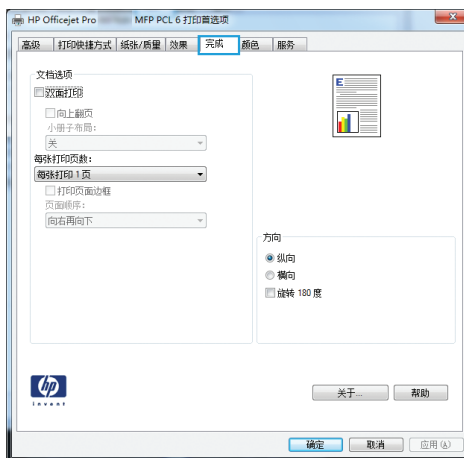 HP Officejet Pro MFP PCL 6 打印首选项
高级 打印快捷方式 纸张/质量 效果 完成 颜色 服务
文档选项
双面打印
向上翻页
小册子布局:
关
每张打印页数:
每张打印 1 页
打印页面边框
页面顺序:
向右再向下
E
方向
纵向
横向
旋转 180 度
hp
invent
关于... 帮助
确定 取消 应用(A)